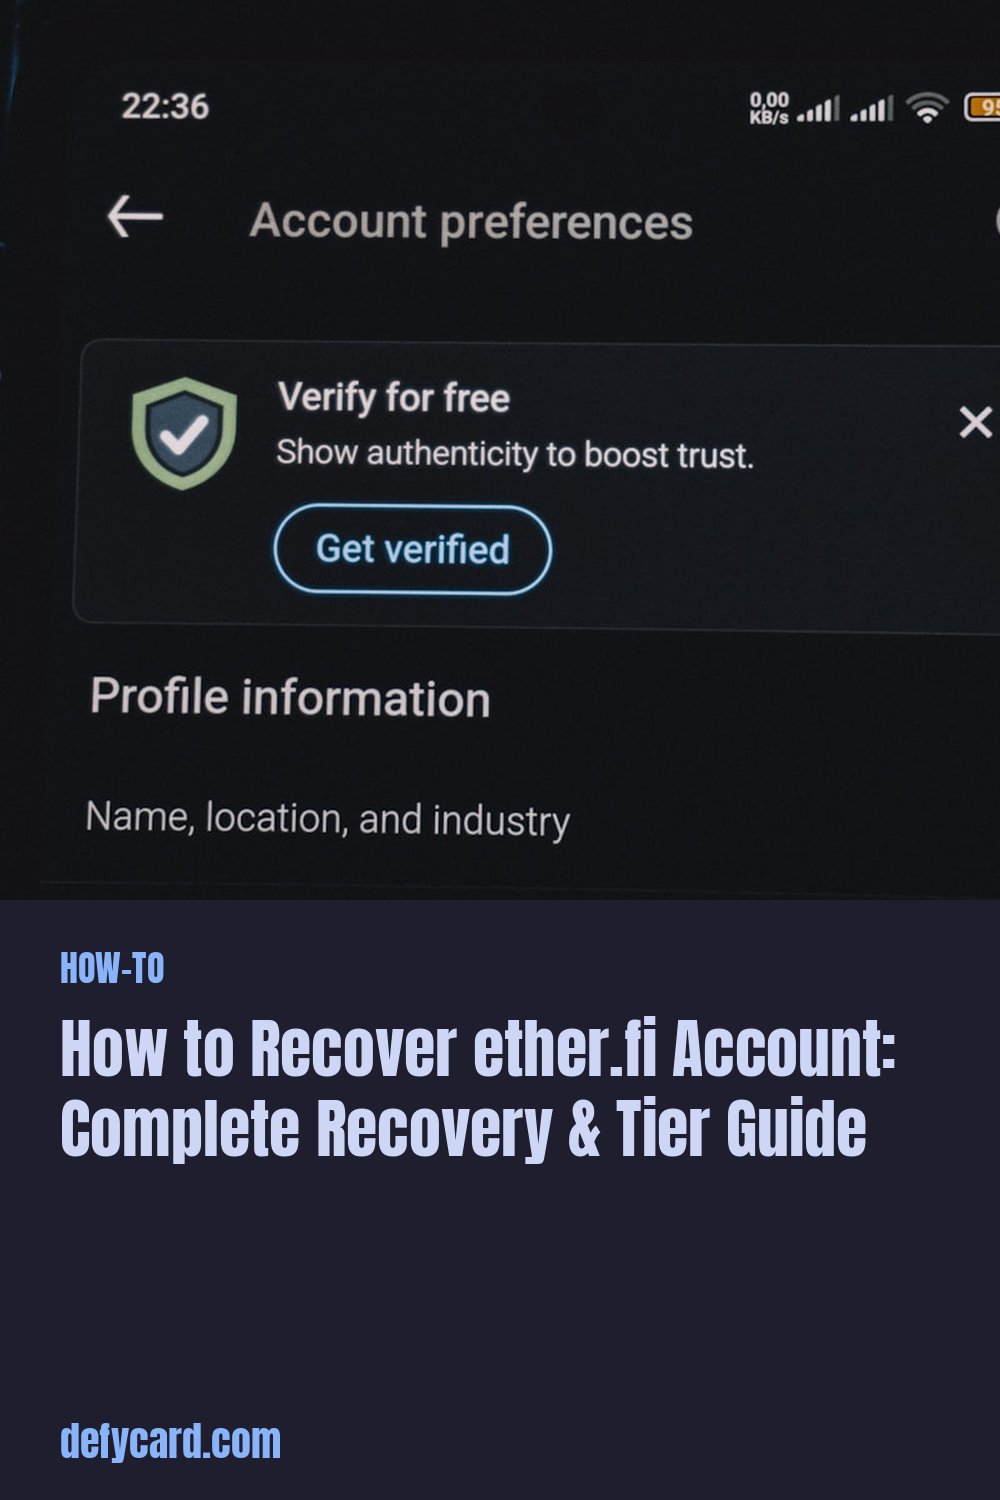 22:36
0,00
KB/s
95
Account preferences
Verify for free
Show authenticity to boost trust.
Get verified
Profile information
Name, location, and industry
HOW-TO
How to Recover ether.fi Account:
Complete Recovery & Tier Guide
defycard.com